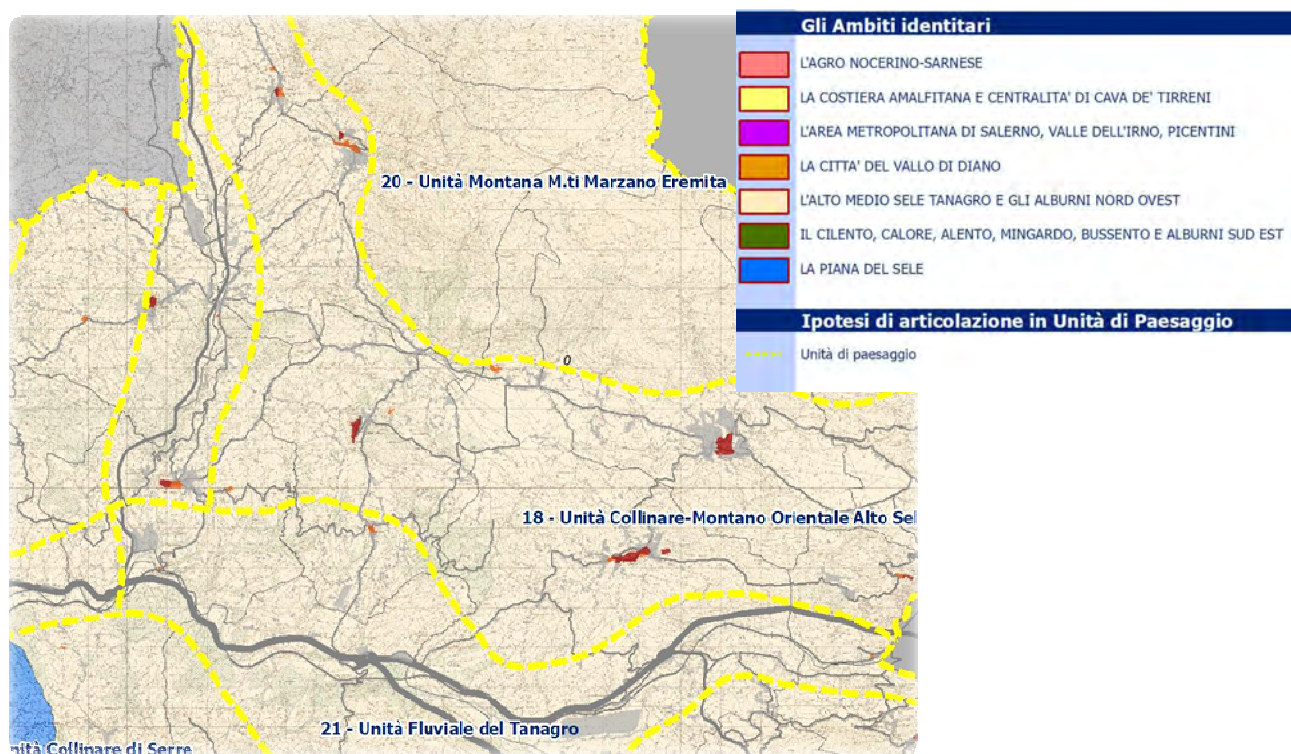 Gli Ambiti identitari
L'AGRO NOCERINO-SARNESE
LA COSTIERA AMALFITANA E CENTRALITA' DI CAVA DE' TIRRENI
L'AREA METROPOLITANA DI SALERNO, VALLE DELL'IRNO, PICENTINI
LA CITTA' DEL VALLO DI DIANO
L'ALTO MEDIO SELE TANAGRO E GLI ALBURNI NORD OVEST
IL CILENTO, CALORE, ALENTO, MINGARDO, BUSSENTO E ALBURNI SUD EST
LA PIANA DEL SELE
Ipotesi di articolazione in Unità di Paesaggio
Unità di paesaggio
20 - Unità Montana M.ti Marzano Eremita
0
18 - Unità Collinare-Montano Orientale Alto Sel
21 - Unità Fluviale del Tanagro
nità Collinare di Serre